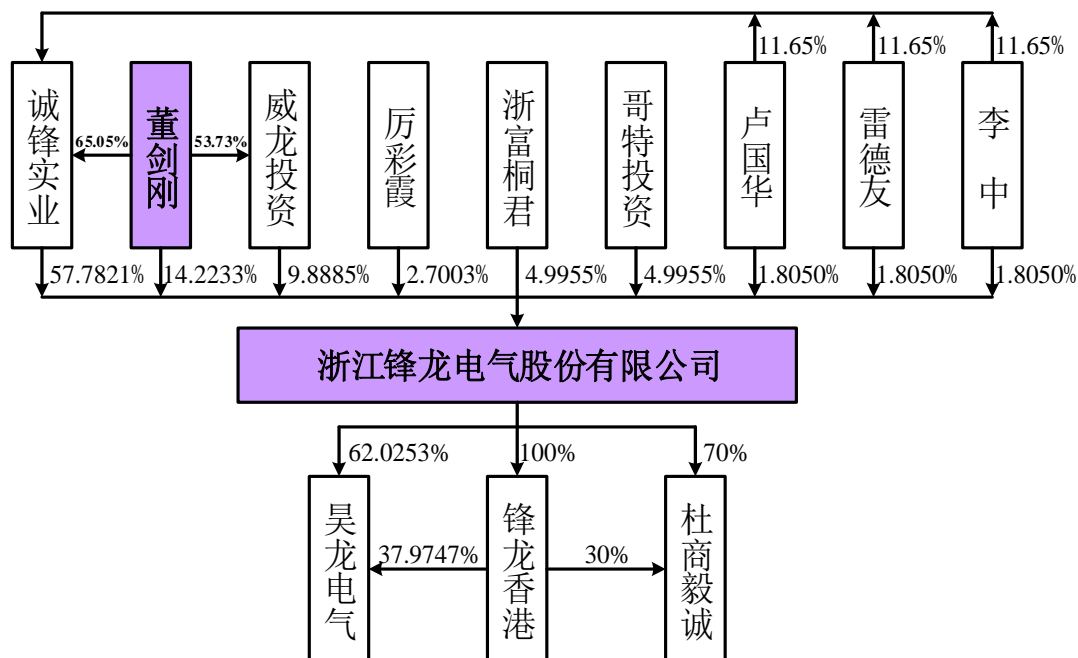 11.65%
11.65%
11.65%
诚锋实业
65.05%
董剑刚
53.73%
威龙投资
厉彩霞
浙富桐君
哥特投资
卢国华
雷德友
李中
57.7821%
14.2233%
9.8885%
2.7003%
4.9955%
4.9955%
1.8050%
1.8050%
1.8050%
浙江锋龙电气股份有限公司
62.0253%
100%
70%
昊龙电气
37.9747%
锋龙香港
30%
杜商毅诚